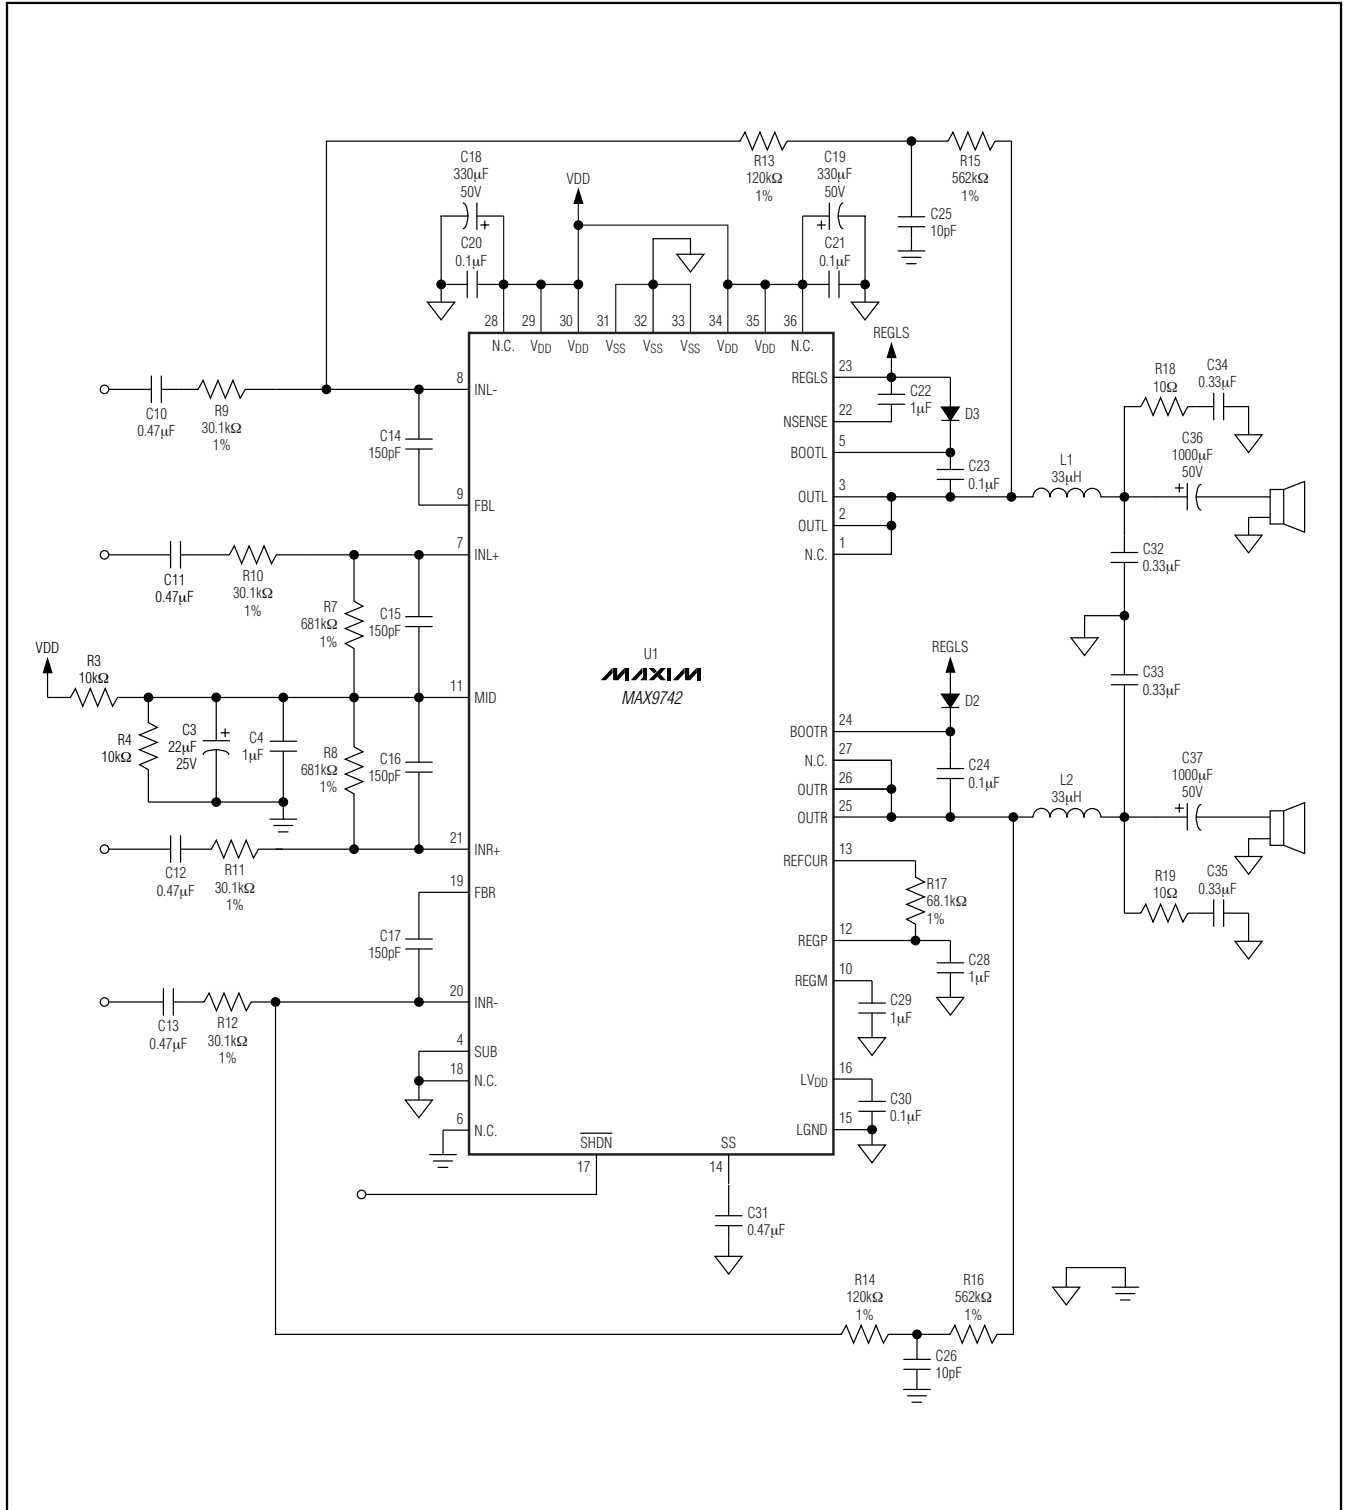 R13
120kΩ
1%
R15
562kΩ
1%
C25
10pF
C18
330μF
50V
+
C20
0.1μF
VDD
C19
330μF
50V
+
C21
0.1μF
28 29 30 31 32 33 34 35 36
N.C. VDD VDD VSS VSS VSS VDD VDD N.C.
REGLS
23
REGLS
C22
1μF
22
NSENSE
D3
5
BOOTL
C23
0.1μF
3
OUTL
2
OUTL
1
N.C.
L1
33μH
R18
10Ω
C34
0.33μF
C36
1000μF
50V
+
C32
0.33μF
C33
0.33μF
C10
0.47μF
R9
30.1kΩ
1%
8
INL-
C14
150pF
9
FBL
7
INL+
C11
0.47μF
R10
30.1kΩ
1%
R7
681kΩ
1%
C15
150pF
VDD
R3
10kΩ
11
MID
R4
10kΩ
C3
22μF
25V
+
C4
1μF
R8
681kΩ
1%
C16
150pF
21
INR+
C12
0.47μF
R11
30.1kΩ
1%
19
FBR
C17
150pF
20
INR-
C13
0.47μF
R12
30.1kΩ
1%
4
SUB
18
N.C.
6
N.C.
U1
MAXIM
MAX9742
REGLS
D2
24
BOOTR
27
N.C.
26
OUTR
25
OUTR
C24
0.1μF
L2
33μH
C37
1000μF
50V
+
R19
10Ω
C35
0.33μF
13
REFCUR
R17
68.1kΩ
1%
12
REGP
C28
1μF
10
REGM
C29
1μF
16
LVDD
C30
0.1μF
15
LGND
SHDN
17
SS
14
C31
0.47μF
R14
120kΩ
1%
R16
562kΩ
1%
C26
10pF